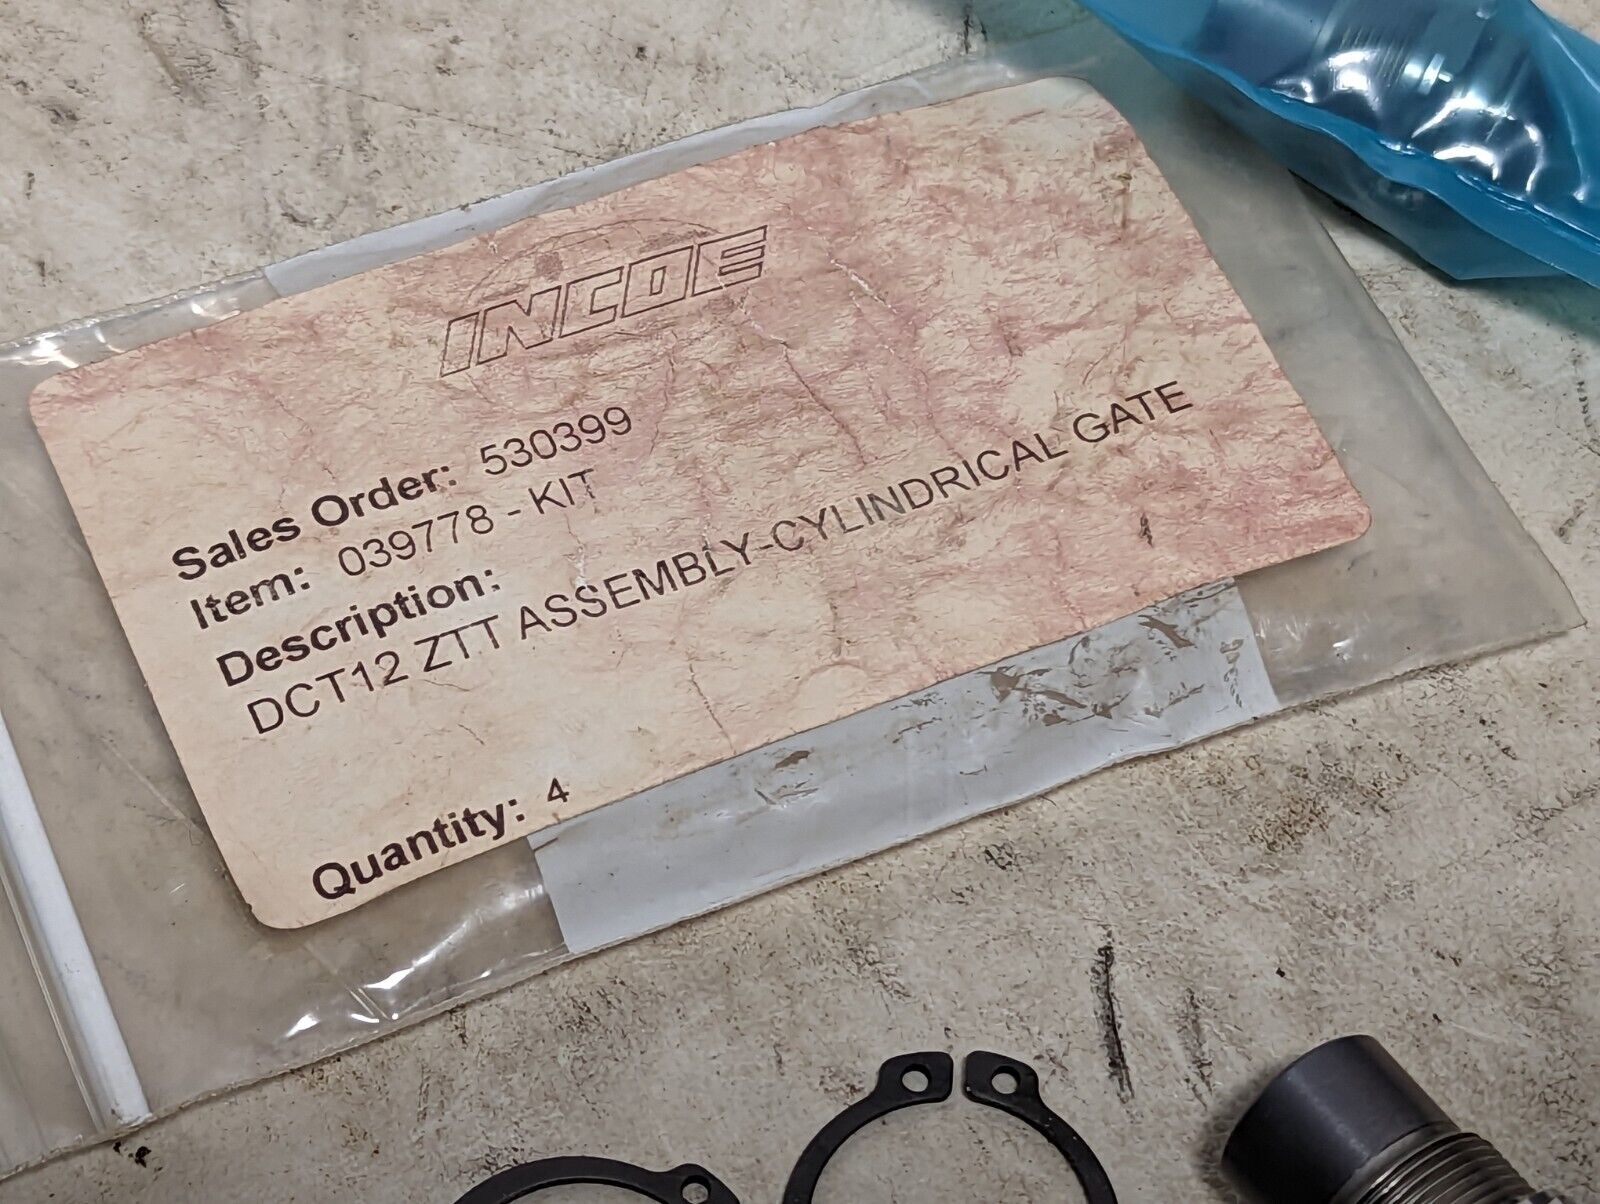 INCOE
Sales Order: 530399
Item: 039778 - KIT
Description:
DCT12 ZTT ASSEMBLY-CYLINDRICAL GATE
Quantity: 4